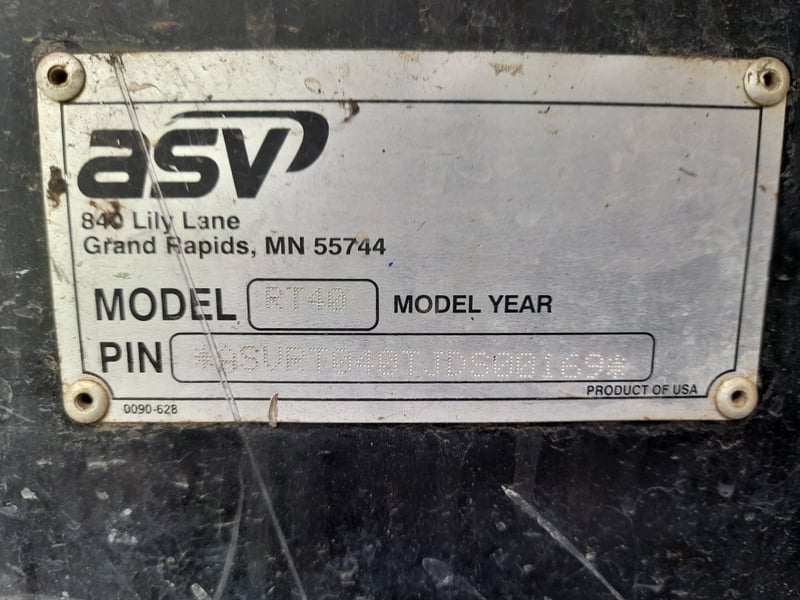 asv
840 Lily Lane
Grand Rapids, MN 55744
MODEL RT40 MODEL YEAR
PIN *ASVRT040TJDS00169*
PRODUCT OF USA
0090-628